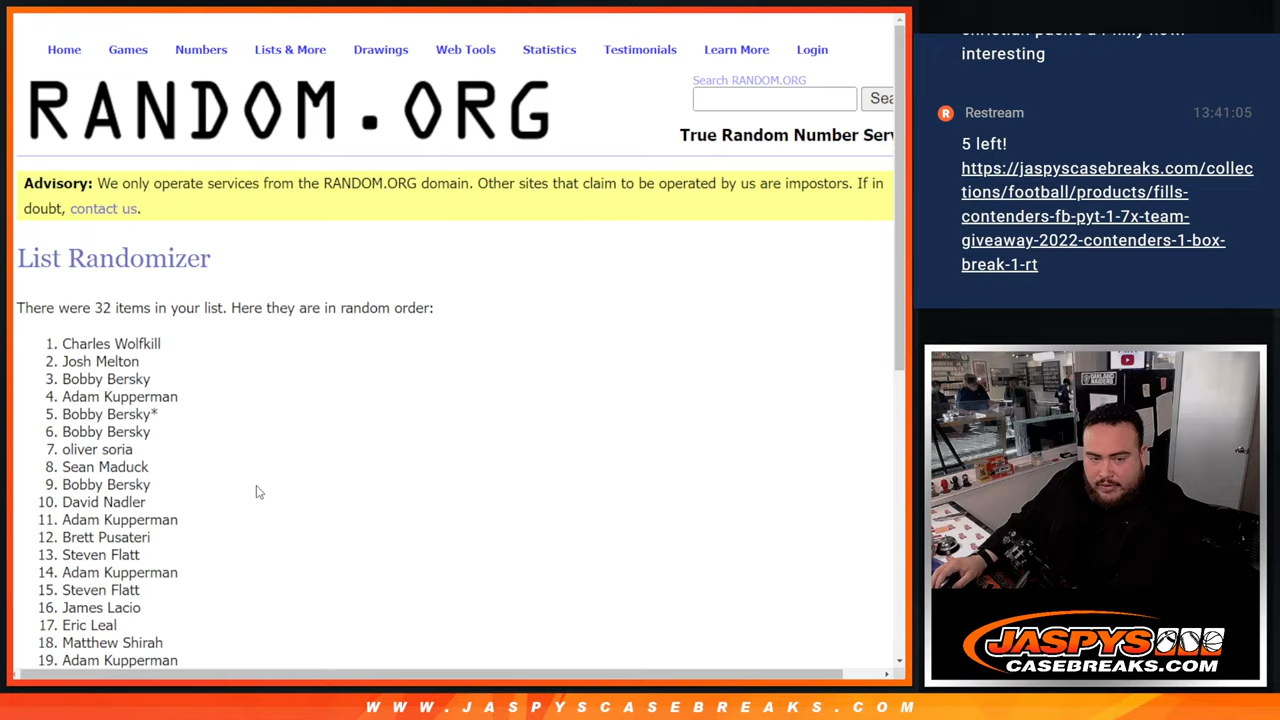 Home Games Numbers Lists & More Drawings Web Tools Statistics Testimonials Learn More Login
RANDOM.ORG
Search RANDOM.ORG
True Random Number
Advisory: We only operate services from the RANDOM.ORG domain. Other sites that claim to be operated by us are impostors. If in
doubt, contact us.
List Randomizer
There were 32 items in your list. Here they are in random order:
1. Charles Wolfkill
2. Josh Melton
3. Bobby Bersky
4. Adam Kupperman
5. Bobby Bersky*
6. Bobby Bersky
7. oliver soria
8. Sean Maduck
9. Bobby Bersky
10. David Nadler
11. Adam Kupperman
12. Brett Pusateri
13. Steven Flatt
14. Adam Kupperman
15. Steven Flatt
16. James Lacio
17. Eric Leal
18. Matthew Shirah
19. Adam Kupperman
interesting
Restream 13:41:05
5 left!
https://jaspyscasebreaks.com/collec
tions/football/products/fills-
contenders-fb-pyt-1-7x-team-
giveaway-2022-contenders-1-box-
break-1-rt
OAKLAND
RAIDERS
JASPYS
CASEBREAKS.COM
WWW.JASPYSCASEBREAKS.COM